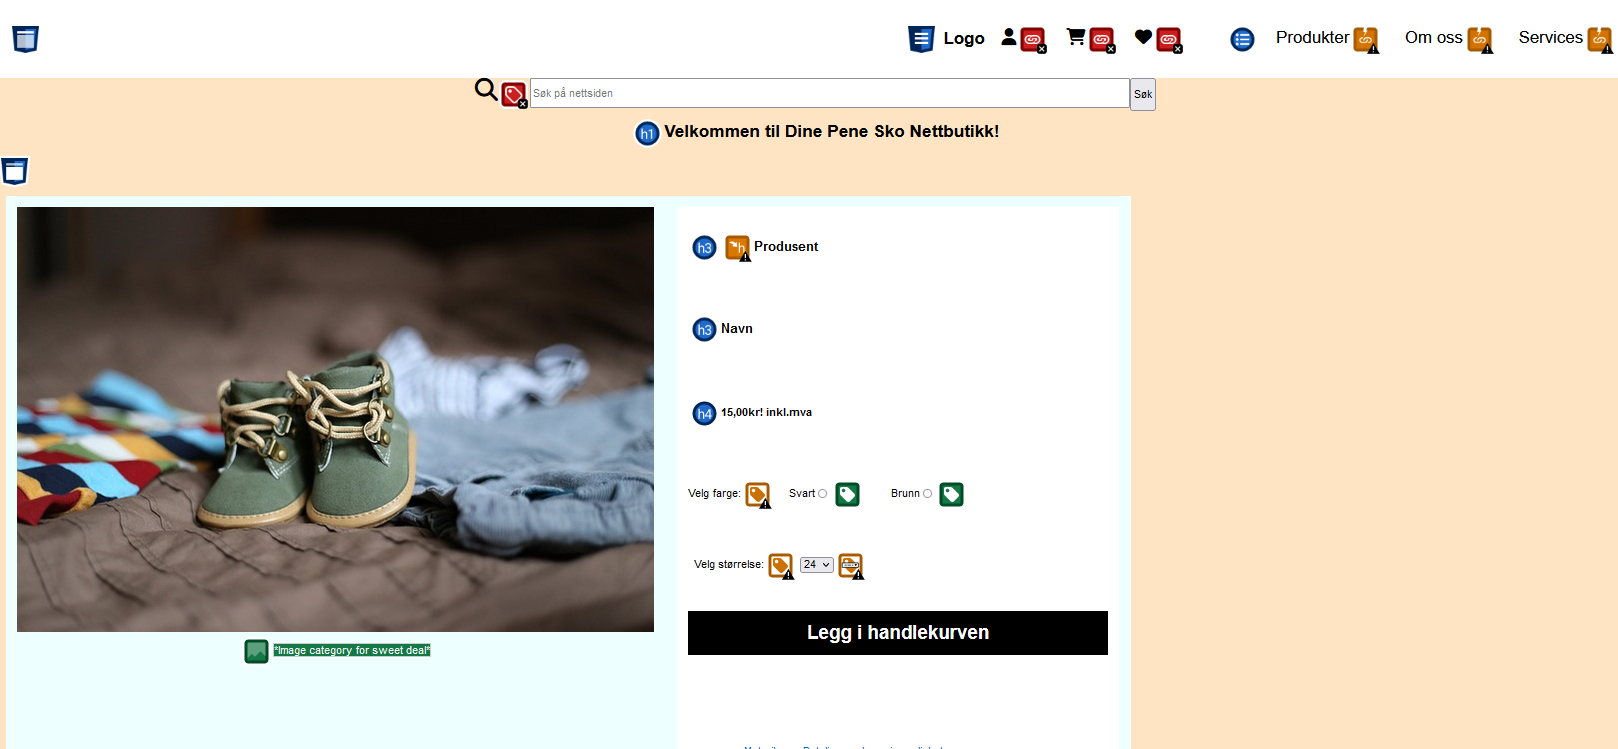 Logo Produkter Om oss Services
Søk på nettsiden Søk
h1 Velkommen til Dine Pene Sko Nettbutikk!
h3 h Produsent
h3 Navn
h4 15,00kr! inkl.mva
Velg farge: Svart Brunn
Velg størrelse: 24
Legg i handlekurven
*Image category for sweet deal*